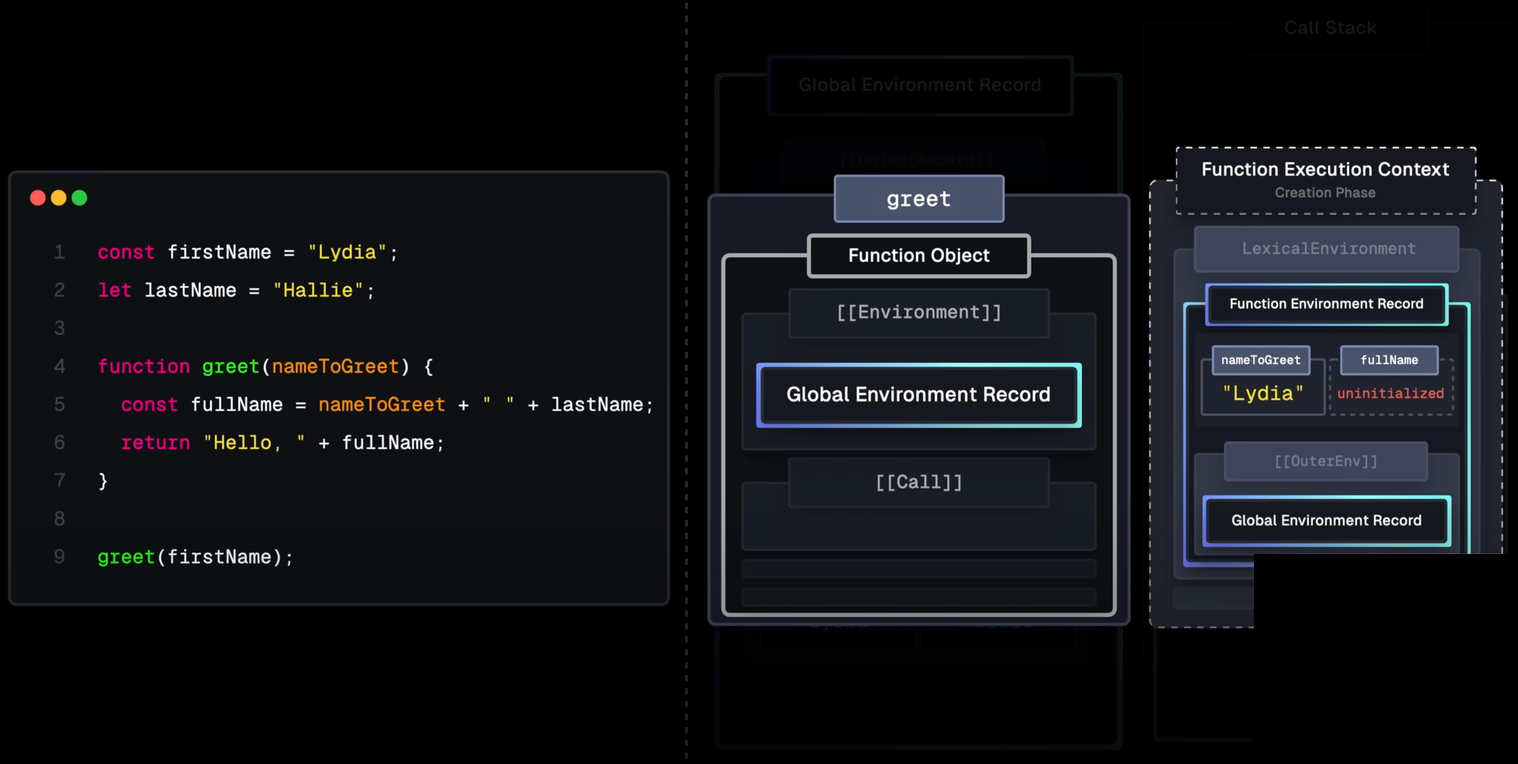 1 const firstName = "Lydia";
2 let lastName = "Hallie";
3
4 function greet(nameToGreet) {
5 const fullName = nameToGreet + " " + lastName;
6 return "Hello, " + fullName;
7 }
8
9 greet(firstName);
Global Environment Record
[[ObjectRecord]]
greet
Function Object
[[Environment]]
Global Environment Record
[[Call]]
Call Stack
Function Execution Context
Creation Phase
LexicalEnvironment
Function Environment Record
nameToGreet fullName
"Lydia" uninitialized
[[OuterEnv]]
Global Environment Record